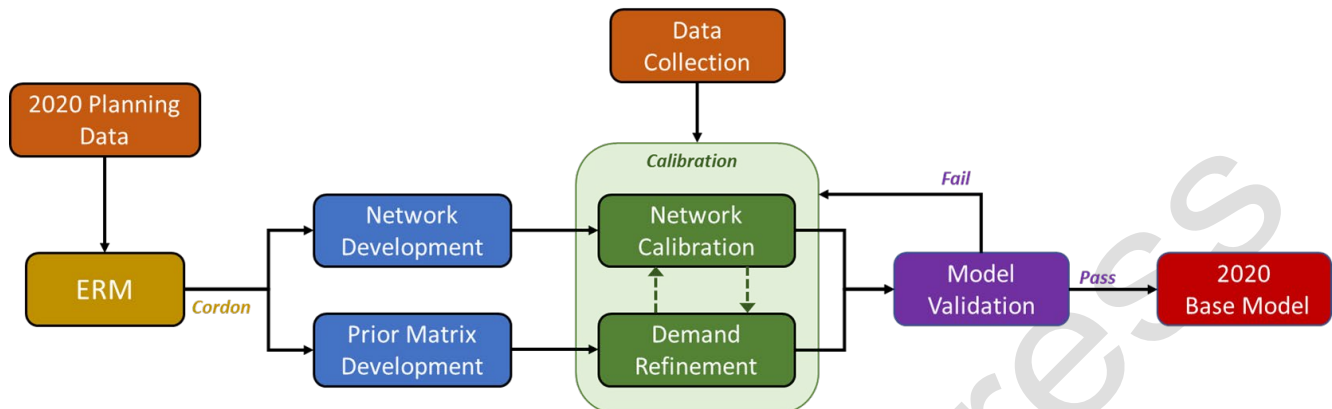 Data
Collection
2020 Planning
Data
Calibration
Fail
Network
Development
Network
Calibration
ERM
Cordon
Model
Validation
Pass
2020
Base Model
Prior Matrix
Development
Demand
Refinement
ress